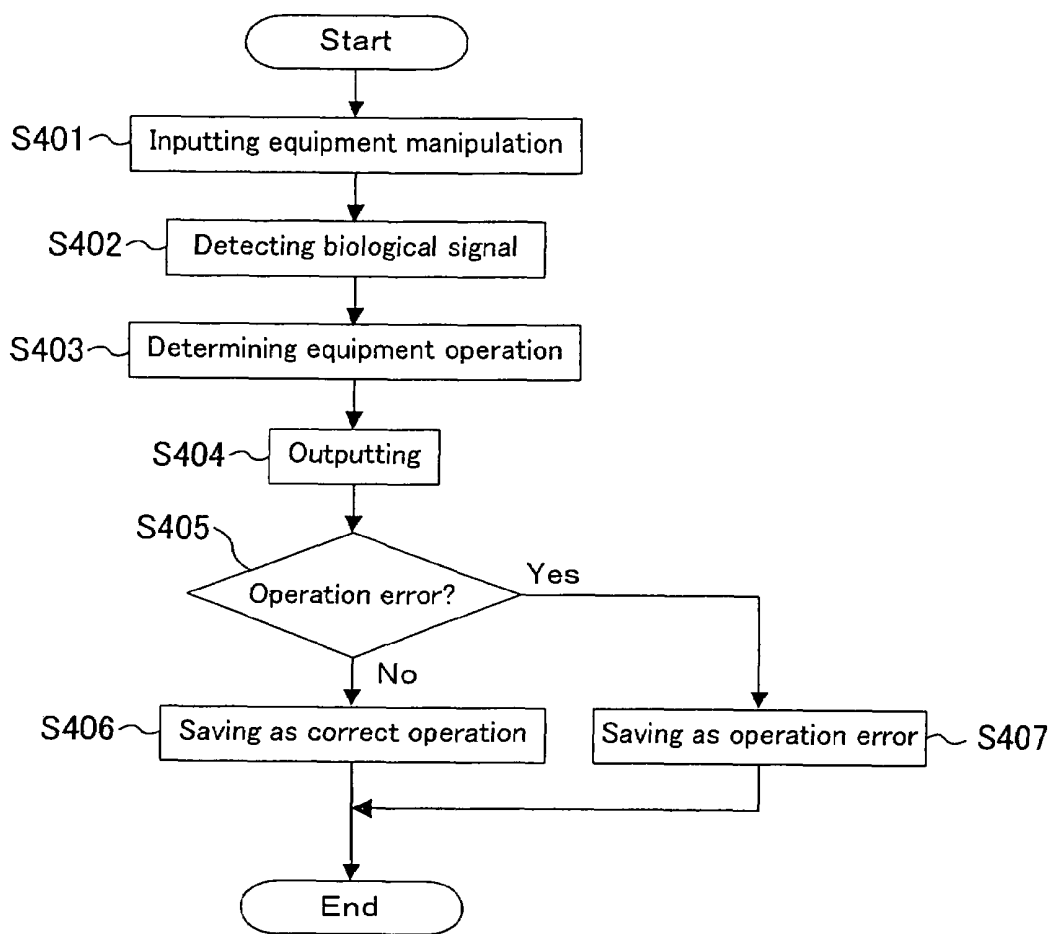 Start
S401
Inputting equipment manipulation
S402
Detecting biological signal
S403
Determining equipment operation
S404
Outputting
S405
Operation error?
Yes
No
S406
Saving as correct operation
Saving as operation error
S407
End